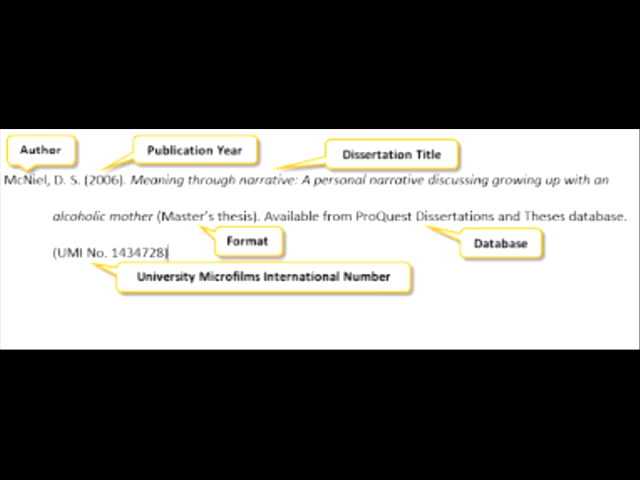 Author
Publication Year
Dissertation Title
McNiel, D. S. (2006). Meaning through narrative: A personal narrative discussing growing up with an
alcoholic mother (Master's thesis). Available from ProQuest Dissertations and Theses database.
Format
Database
(UMI No. 1434728)
University Microfilms International Number